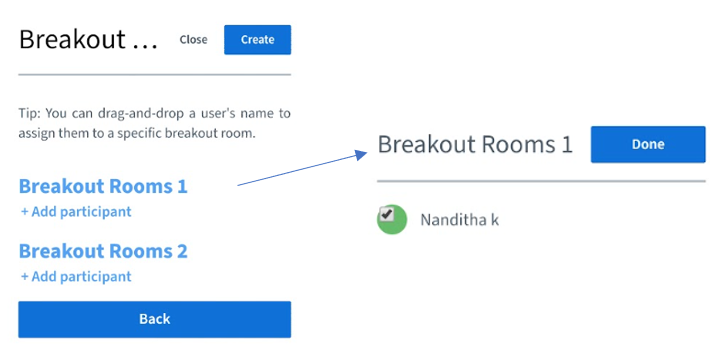 Breakout ... Close Create
Tip: You can drag-and-drop a user's name to
assign them to a specific breakout room.
Breakout Rooms 1
+ Add participant
Breakout Rooms 2
+ Add participant
Back
Breakout Rooms 1 Done
Nanditha k